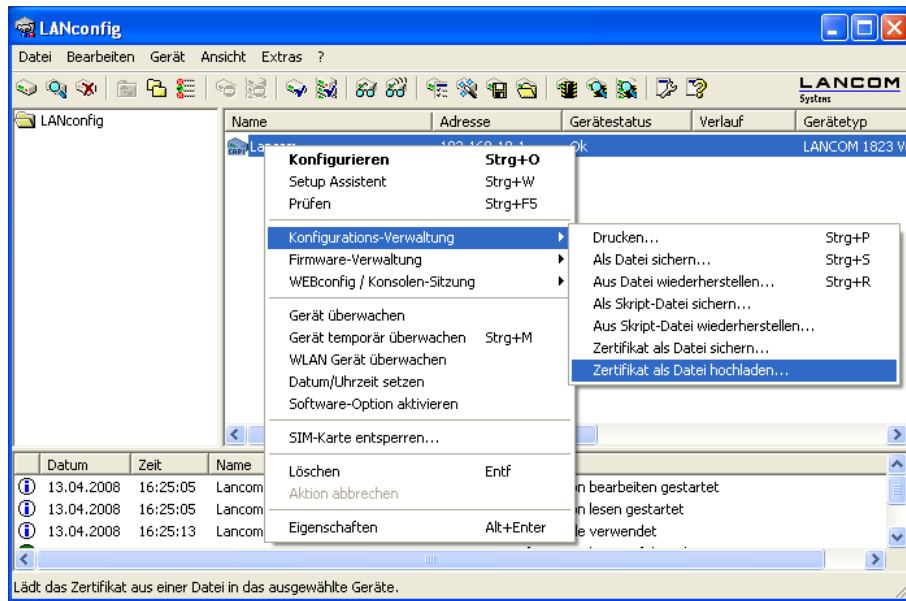 LANconfig
Datei Bearbeiten Gerät Ansicht Extras ?
LANCOM
Systems
LANconfig
Name Adresse Gerätestatus Verlauf Gerätetyp
Ok LANCOM 1823
Konfigurieren Strg+O
Setup Assistent Strg+W
Prüfen Strg+F5
Konfigurations-Verwaltung
Firmware-Verwaltung
WEBconfig / Konsolen-Sitzung
Gerät überwachen
Gerät temporär überwachen Strg+M
WLAN Gerät überwachen
Datum/Uhrzeit setzen
Software-Option aktivieren
SIM-Karte entsperren...
Löschen Entf
Aktion abbrechen
Eigenschaften Alt+Enter
Drucken... Strg+P
Als Datei sichern... Strg+S
Aus Datei wiederherstellen... Strg+R
Als Skript-Datei sichern...
Aus Skript-Datei wiederherstellen...
Zertifikat als Datei sichern...
Zertifikat als Datei hochladen...
Datum Zeit Name
13.04.2008 16:25:05 Lancom bearbeiten gestartet
13.04.2008 16:25:05 Lancom lesen gestartet
13.04.2008 16:25:13 Lancom verwendet
Lädt das Zertifikat aus einer Datei in das ausgewählte Geräte.